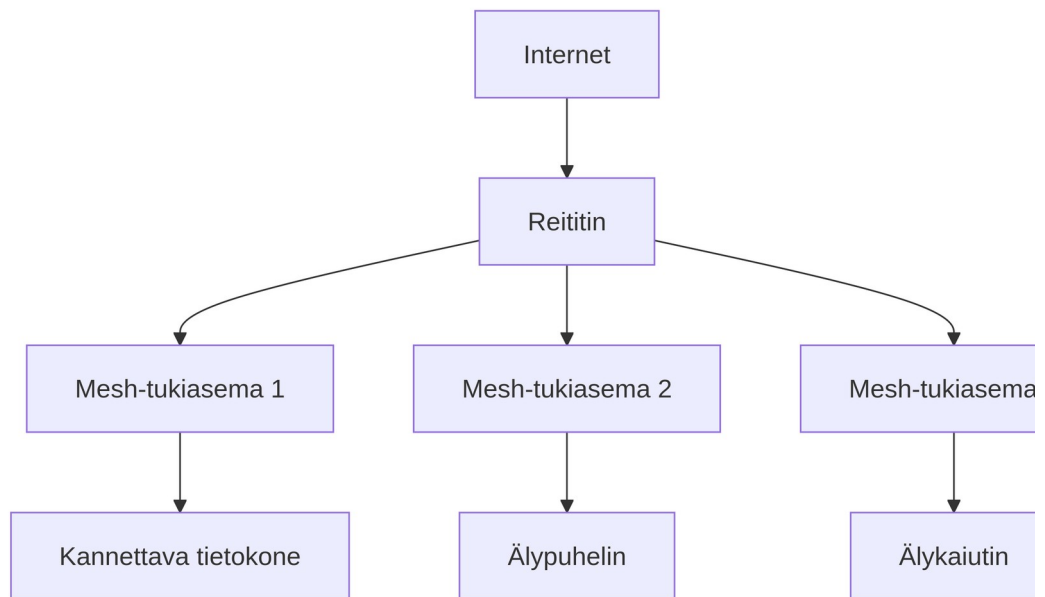 Internet
Reititin
Mesh-tukiasema 1
Mesh-tukiasema 2
Mesh-tukiasema
Kannettava tietokone
Älypuhelin
Älykaiutin